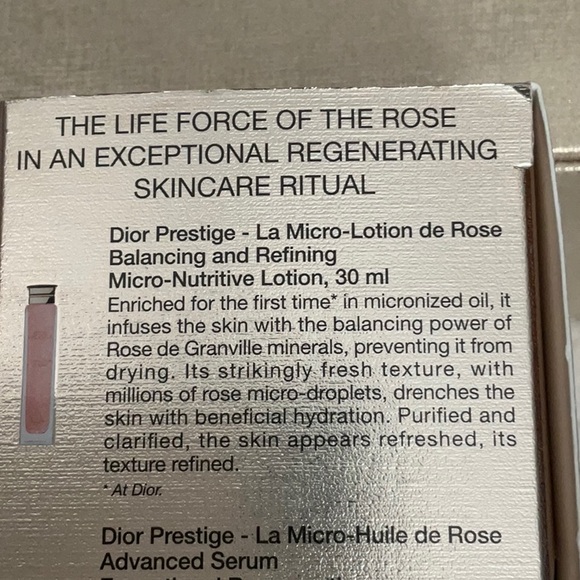 THE LIFE FORCE OF THE ROSE
IN AN EXCEPTIONAL REGENERATING
SKINCARE RITUAL
Dior Prestige - La Micro-Lotion de Rose
Balancing and Refining
Micro-Nutritive Lotion, 30 ml
Enriched for the first time* in micronized oil, it
infuses the skin with the balancing power of
Rose de Granville minerals, preventing it from
drying. Its strikingly fresh texture, with
millions of rose micro-droplets, drenches the
skin with beneficial hydration. Purified and
clarified, the skin appears refreshed, its
texture refined.
* At Dior.
Dior Prestige - La Micro-Huile de Rose
Advanced Serum